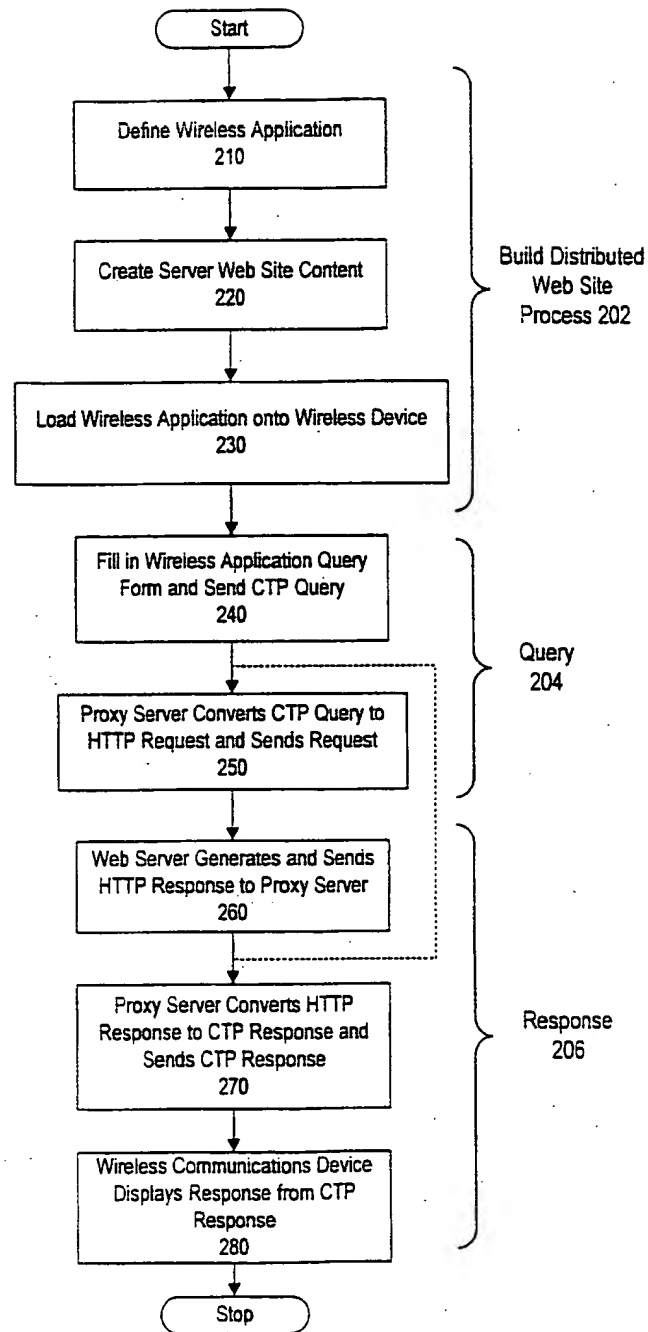 Start
Define Wireless Application
210
Create Server Web Site Content
220
Load Wireless Application onto Wireless Device
230
Build Distributed
Web Site
Process 202
Fill in Wireless Application Query
Form and Send CTP Query
240
Proxy Server Converts CTP Query to
HTTP Request and Sends Request
250
Query
204
Web Server Generates and Sends
HTTP Response to Proxy Server
260
Proxy Server Converts HTTP
Response to CTP Response and
Sends CTP Response
270
Wireless Communications Device
Displays Response from CTP
Response
280
Response
206
Stop